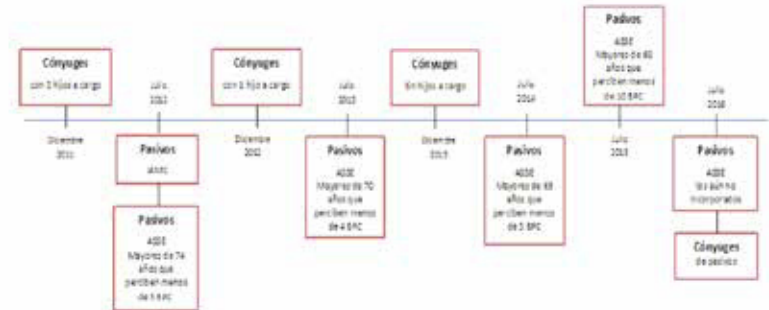 Cónyuges
con 2 hijos a cargo
Diciembre
2011
Julio
2012
Pasivos
IAMC
Pasivos
ASSE
Mayores de 74
años que
perciben menos
de 3 BPC
Cónyuges
con 1 hijo a cargo
Diciembre
2012
Julio
2013
Pasivos
ASSE
Mayores de 70
años que
perciben menos
de 4 BPC
Cónyuges
Sin hijos a cargo
Diciembre
2013
Julio
2014
Pasivos
ASSE
Mayores de
años que
perciben menos
de 5 BPC
Pasivos
ASSE
Mayores de
años que
perciben menos
de 10 BPC
Julio
2015
Julio
2016
Pasivos
ASSE
los aún no
incorporados
Cónyuges
de pasivos